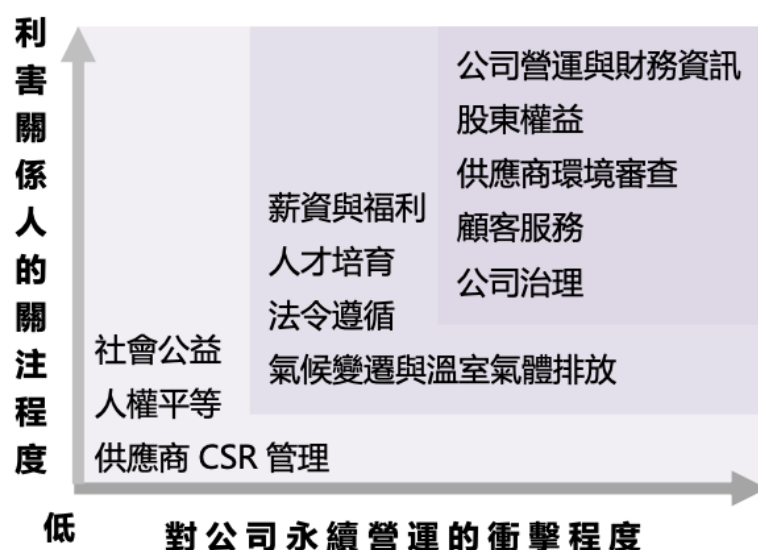 利害關係人的關注程度
公司營運與財務資訊
股東權益
供應商環境審查
顧客服務
公司治理
薪資與福利
人才培育
法令遵循
氣候變遷與溫室氣體排放
社會公益
人權平等
供應商 CSR 管理
低
對公司永續營運的衝擊程度